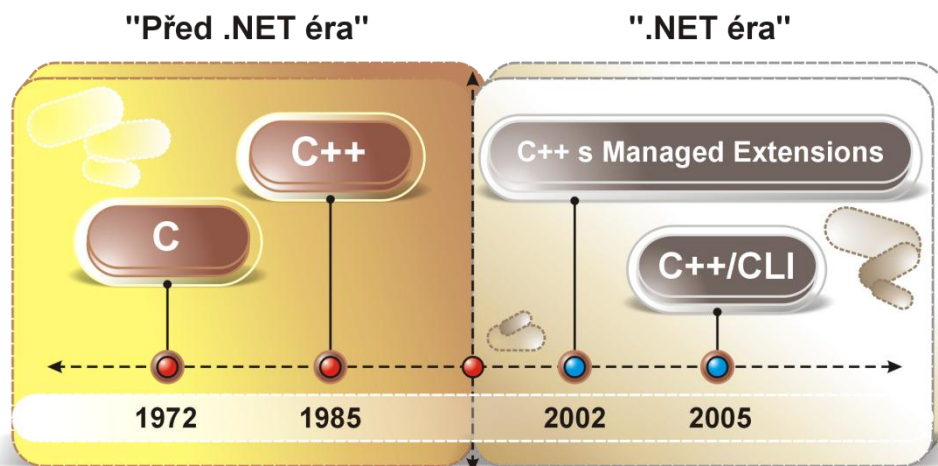 "Před .NET éra"
".NET éra"
C++
C++ s Managed Extensions
C
C++/CLI
1972
1985
2002
2005